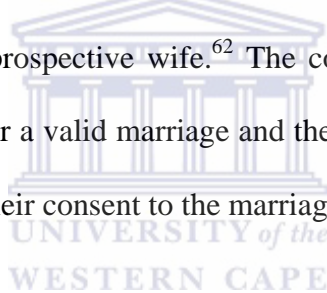 prospective wife.62 The co
r a valid marriage and the
eir consent to the marriag
UNIVERSITY of the
WESTERN CAPE